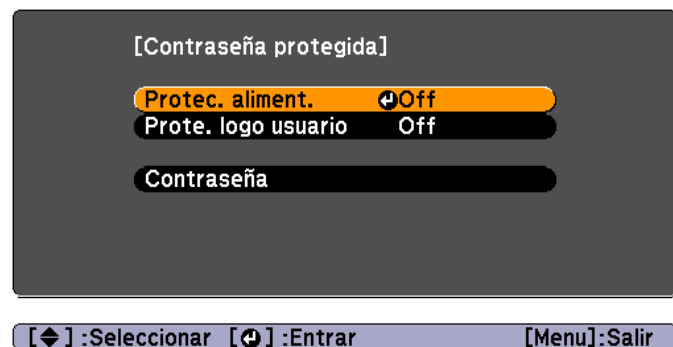 [Contraseña protegida]
Protec. aliment. Off
Prote. logo usuario Off
Contraseña
[◆] :Seleccionar [↵] :Entrar [Menu]:Salir